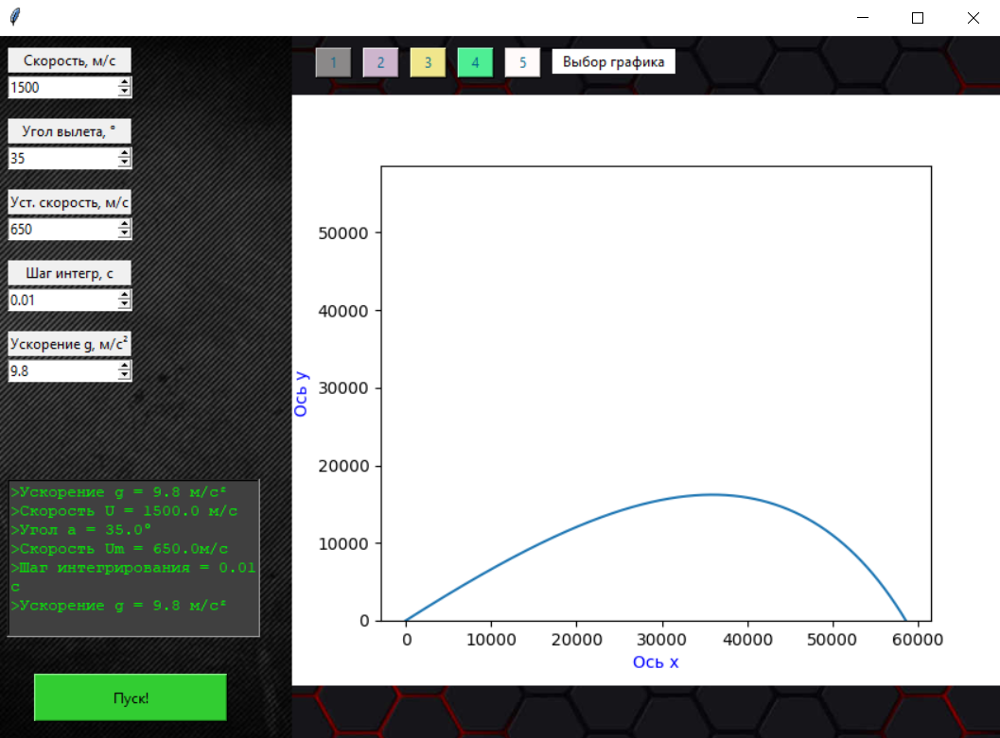 Скорость, м/с
1500
Угол вылета, °
35
Уст. скорость, м/с
650
Шаг интегр, с
0.01
Ускорение g, м/с²
9.8
>Ускорение g = 9.8 м/с²
>Скорость U = 1500.0 м/с
>Угол a = 35.0°
>Скорость Um = 650.0м/с
>Шаг интегрирования = 0.01
с
>Ускорение g = 9.8 м/с²
Пуск!
1 2 3 4 5 Выбор графика
50000
40000
30000
20000
10000
0
Ось y
0 10000 20000 30000 40000 50000 60000
Ось x